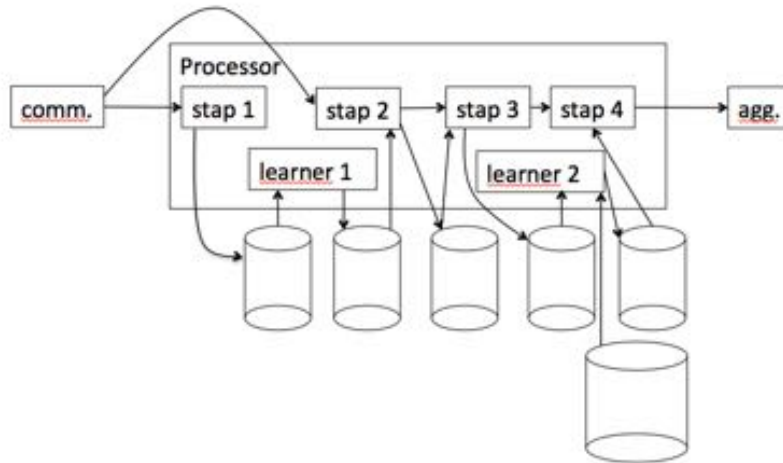 Processor
comm.
stap 1
stap 2
stap 3
stap 4
agg.
learner 1
learner 2